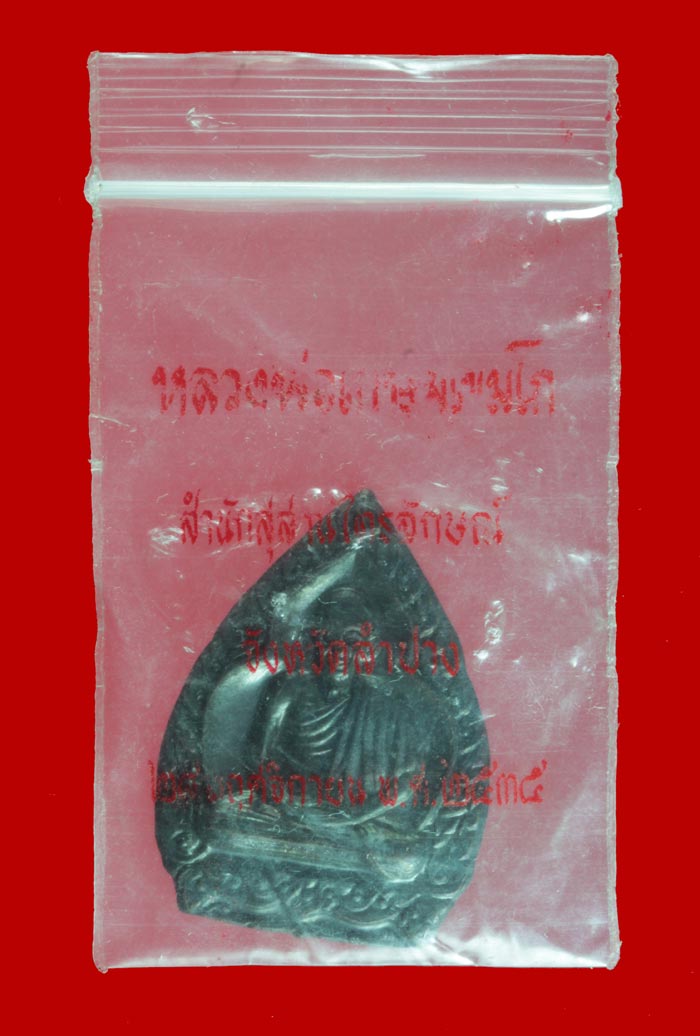 หลวงพ่อเกษม เขมโก
สำนักสุสานไตรลักษณ์
จังหวัดลำปาง
๒๘ พฤศจิกายน พ.ศ.๒๕๓๕